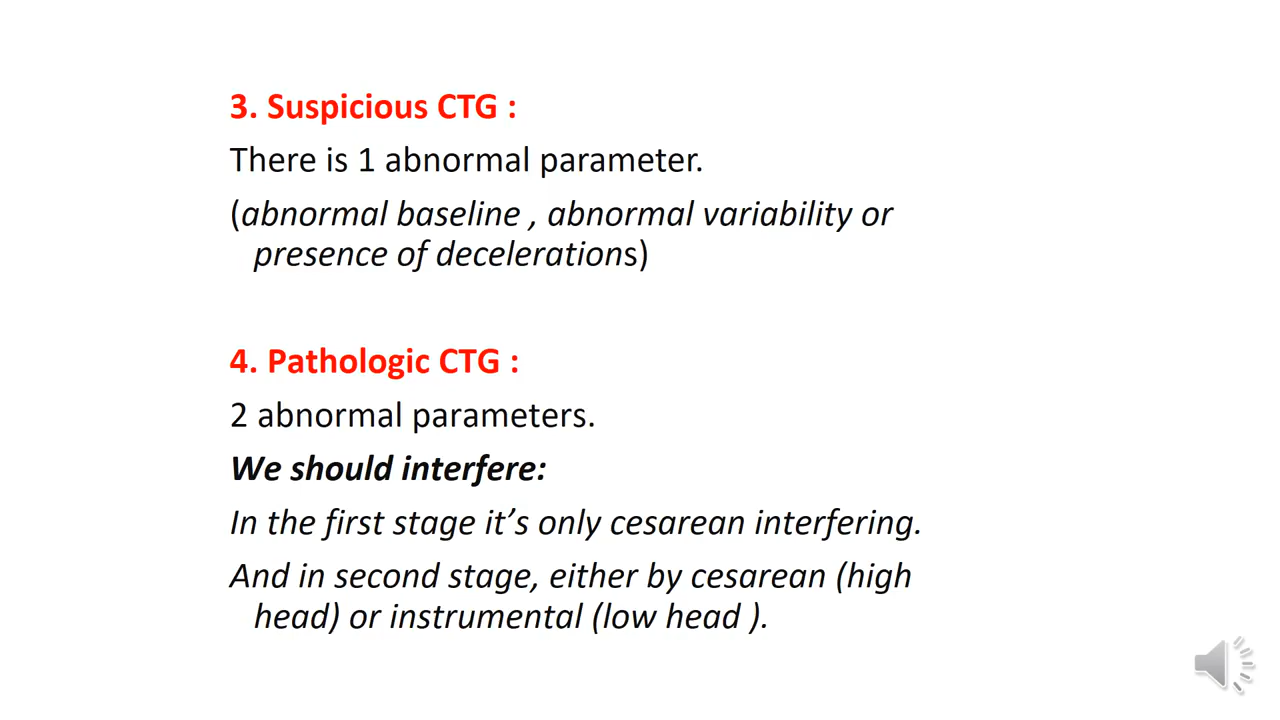 3. Suspicious CTG :
There is 1 abnormal parameter.
(abnormal baseline , abnormal variability or
presence of decelerations)
4. Pathologic CTG :
2 abnormal parameters.
We should interfere:
In the first stage it’s only cesarean interfering.
And in second stage, either by cesarean (high
head) or instrumental (low head ).